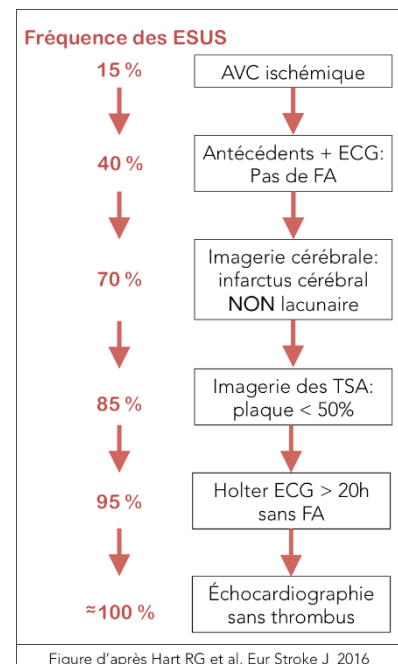 Fréquence des ESUS
15 %
AVC ischémique
40 %
Antécédents + ECG:
Pas de FA
70 %
Imagerie cérébrale:
infarctus cérébral
NON lacunaire
85 %
Imagerie des TSA:
plaque < 50%
95 %
Holter ECG > 20h
sans FA
≈100 %
Échocardiographie
sans thrombus
Figure d'après Hart RG et al. Eur Stroke J 2016